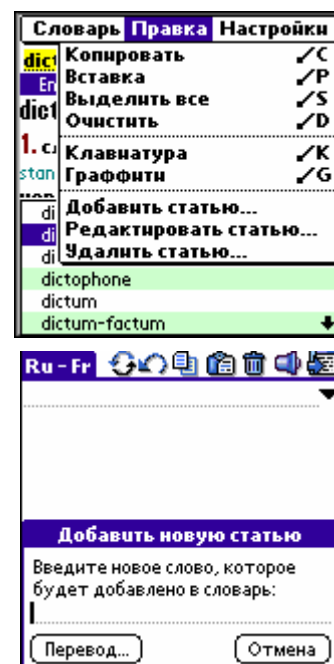 Словарь Правка Настройки
Копировать /C
Вставка /P
Выделить все /S
Очистить /D
Клавиатура /K
Граффити /G
Добавить статью...
Редактировать статью...
Удалить статью...
dictophone
dictum
dictum-factum
Ru-Fr
Добавить новую статью
Введите новое слово, которое
будет добавлено в словарь:
Перевод... Отмена